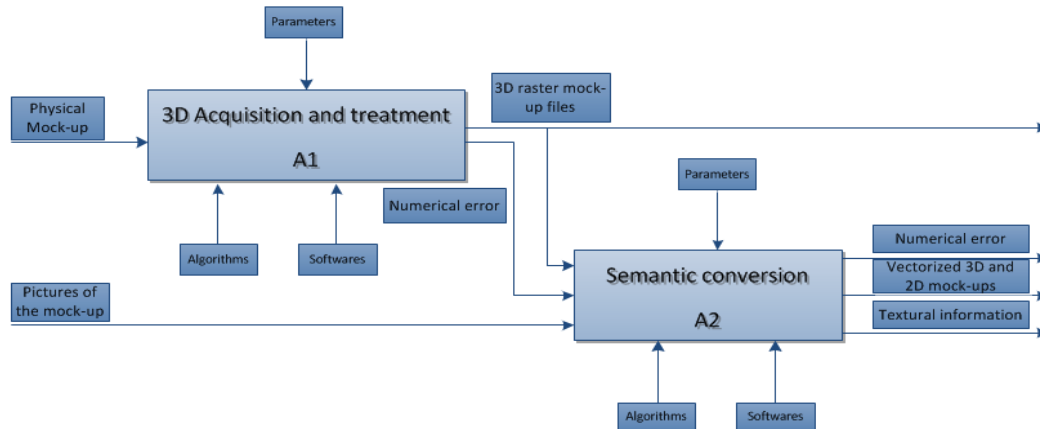 Parameters
Physical
Mock-up
3D Acquisition and treatment
A1
3D raster mock-
up files
Numerical error
Algorithms
Softwares
Parameters
Pictures of
the mock-up
Semantic conversion
A2
Numerical error
Vectorized 3D and
2D mock-ups
Textural information
Algorithms
Softwares